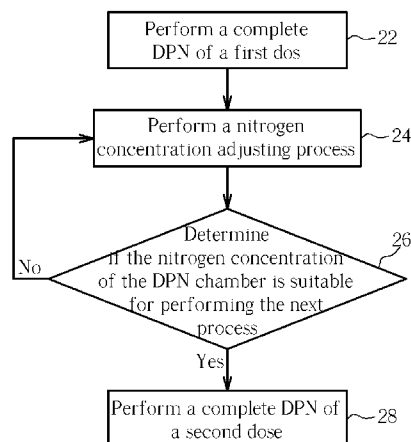 Perform a complete
DPN of a first dos
22
Perform a nitrogen
concentration adjusting process
24
Determine
if the nitrogen concentration
of the DPN chamber is suitable
for performing the next
process
26
No
Yes
Perform a complete DPN of
a second dose
28